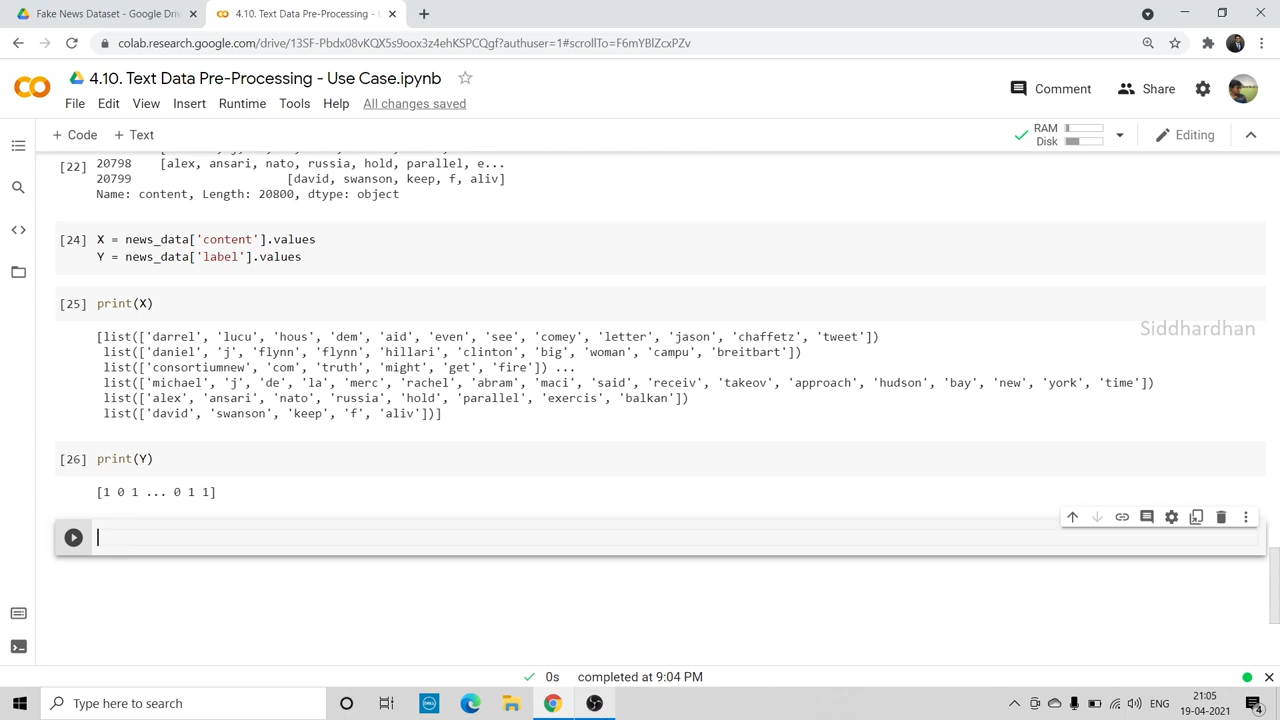 Fake News Dataset - Google Driv
4.10. Text Data Pre-Processing - U
colab.research.google.com/drive/13SF-Pbdx08vKQX5s9oox3z4ehKSPCQgf?authuser=1#scrollTo=F6mYBlZcxPZv
4.10. Text Data Pre-Processing - Use Case.ipynb
Comment
Share
File Edit View Insert Runtime Tools Help All changes saved
+ Code + Text
RAM
Disk
Editing
[22] 20798 [alex, ansari, nato, russia, hold, parallel, e...
20799 [david, swanson, keep, f, aliv]
Name: content, Length: 20800, dtype: object
[24] X = news_data['content'].values
Y = news_data['label'].values
[25] print(X)
Siddhardhan
[list(['darrel', 'lucu', 'hous', 'dem', 'aid', 'even', 'see', 'comey', 'letter', 'jason', 'chaffetz', 'tweet'])
list(['daniel', 'j', 'flynn', 'flynn', 'hillari', 'clinton', 'big', 'woman', 'campu', 'breitbart'])
list(['consortiumnew', 'com', 'truth', 'might', 'get', 'fire']) ...
list(['michael', 'j', 'de', 'la', 'merc', 'rachel', 'abram', 'maci', 'said', 'receiv', 'takeov', 'approach', 'hudson', 'bay', 'new', 'york', 'time'])
list(['alex', 'ansari', 'nato', 'russia', 'hold', 'parallel', 'exercis', 'balkan'])
list(['david', 'swanson', 'keep', 'f', 'aliv'])]
[26] print(Y)
[1 0 1 ... 0 1 1]
0s completed at 9:04 PM
Type here to search
DELL
ENG
21:05
19-04-2021
4